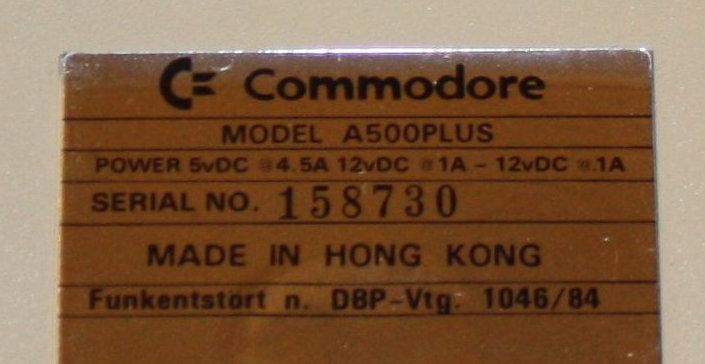 Commodore
MODEL A500PLUS
POWER 5vDC @4.5A 12vDC @1A - 12vDC @.1A
SERIAL NO. 158730
MADE IN HONG KONG
Funkentstört n. DBP-Vtg. 1046/84